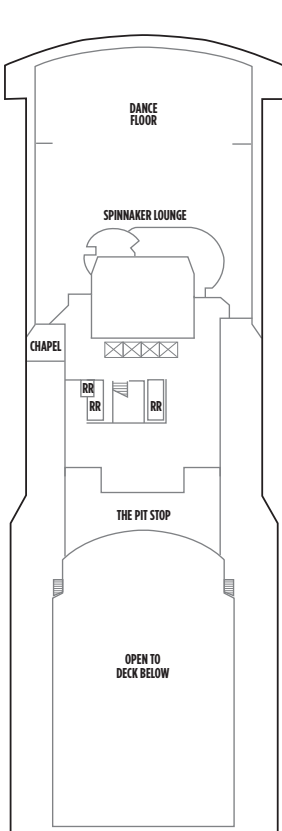 DANCE
FLOOR
SPINNAKER LOUNGE
CHAPEL
RR
RR
RR
THE PIT STOP
OPEN TO
DECK BELOW